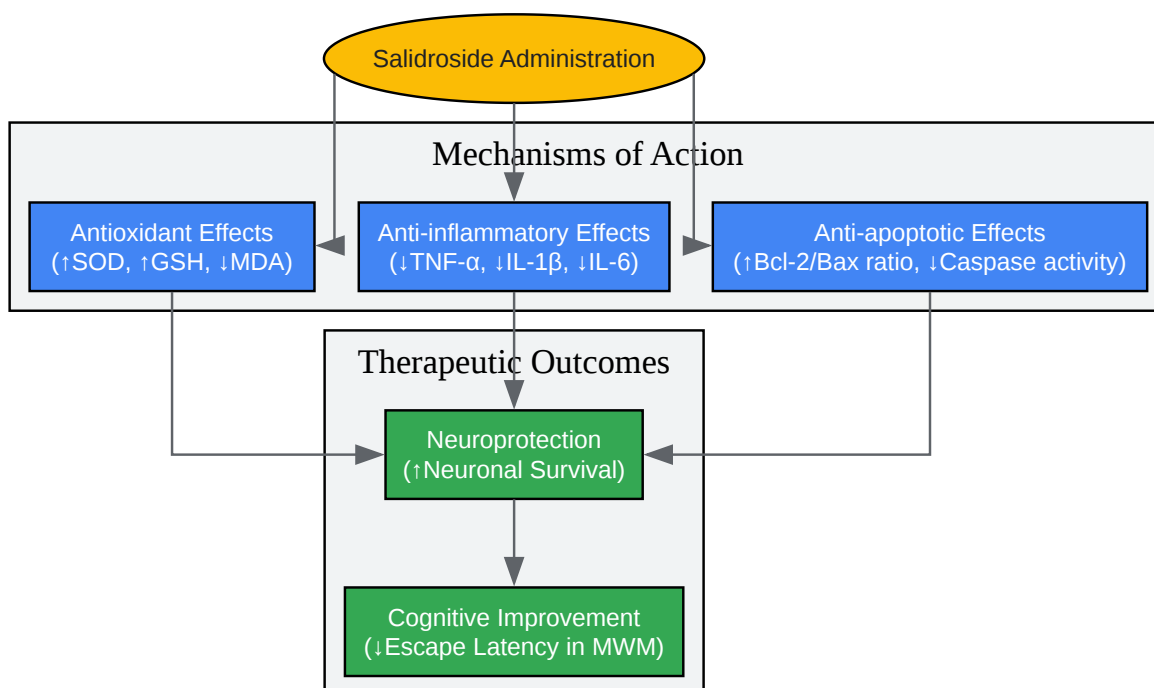 Salidroside Administration
Mechanisms of Action
Antioxidant Effects
(↑SOD, ↑GSH, ↓MDA)
Anti-inflammatory Effects
(↓TNF-α, ↓IL-1β, ↓IL-6)
Anti-apoptotic Effects
(↑Bcl-2/Bax ratio, ↓Caspase activity)
Therapeutic Outcomes
Neuroprotection
(↑Neuronal Survival)
Cognitive Improvement
(↓Escape Latency in MWM)